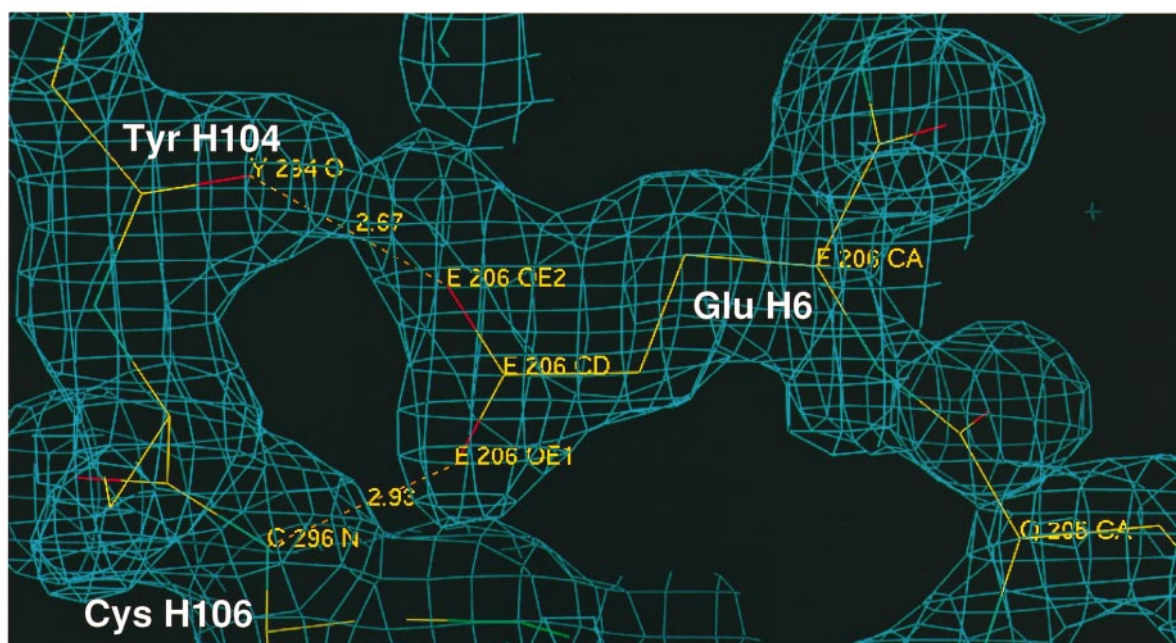 Tyr H104
Y 294 O
2.67
E 206 OE2
E 206 CA
Glu H6
E 206 CD
E 206 OE1
2.93
C 296 N
Q 205 CA
Cys H106